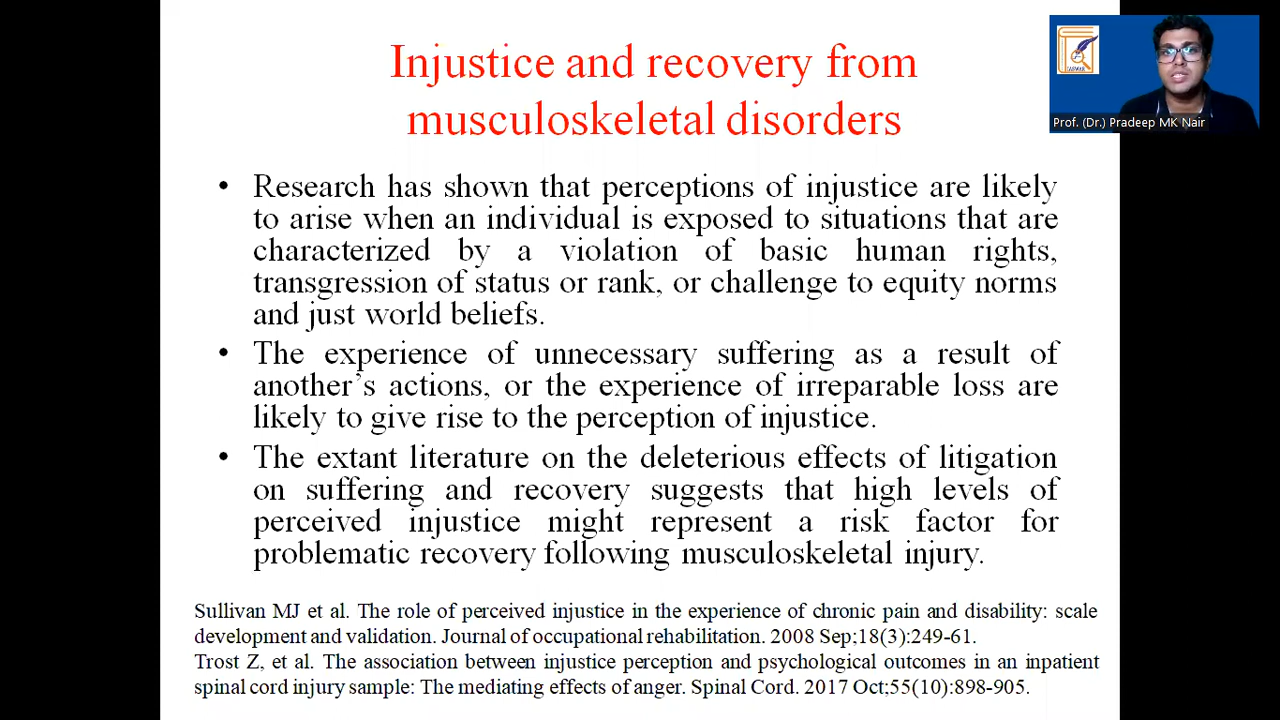 Injustice and recovery from
musculoskeletal disorders
Prof. (Dr.) Pradeep MK Nair
• Research has shown that perceptions of injustice are likely
to arise when an individual is exposed to situations that are
characterized by a violation of basic human rights,
transgression of status or rank, or challenge to equity norms
and just world beliefs.
• The experience of unnecessary suffering as a result of
another’s actions, or the experience of irreparable loss are
likely to give rise to the perception of injustice.
• The extant literature on the deleterious effects of litigation
on suffering and recovery suggests that high levels of
perceived injustice might represent a risk factor for
problematic recovery following musculoskeletal injury.
Sullivan MJ et al. The role of perceived injustice in the experience of chronic pain and disability: scale
development and validation. Journal of occupational rehabilitation. 2008 Sep;18(3):249-61.
Trost Z, et al. The association between injustice perception and psychological outcomes in an inpatient
spinal cord injury sample: The mediating effects of anger. Spinal Cord. 2017 Oct;55(10):898-905.